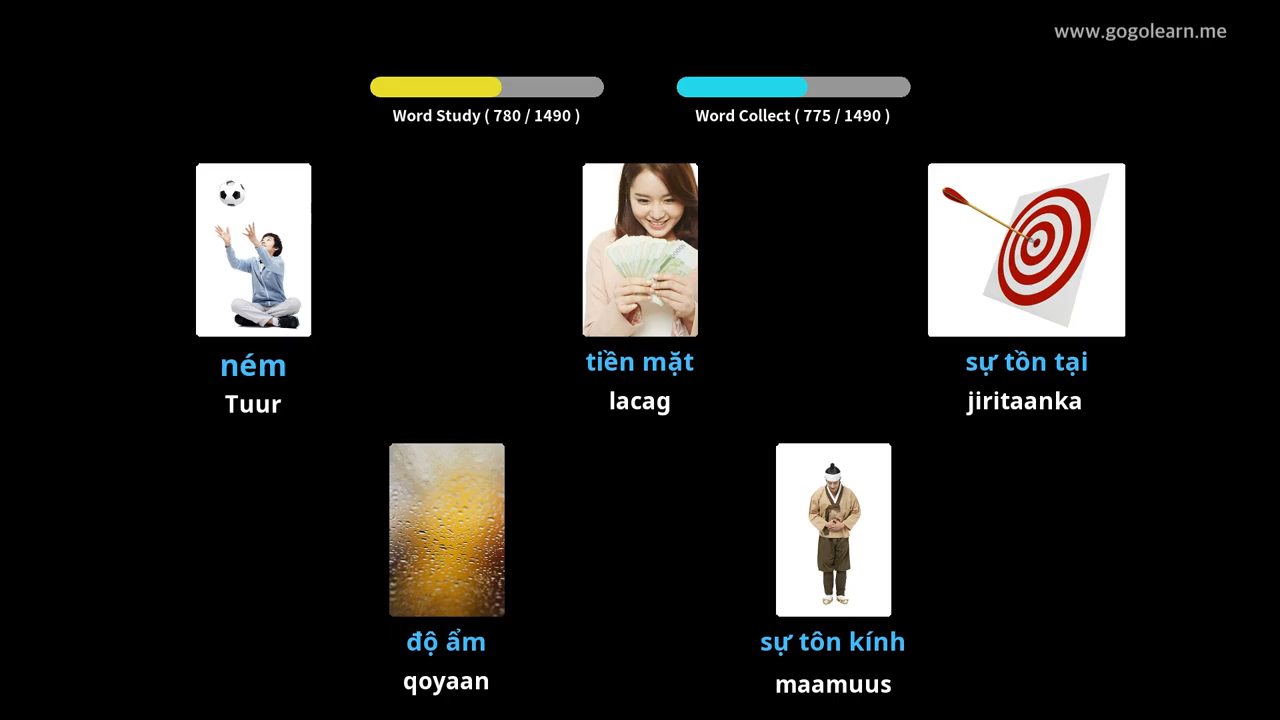 www.gogolearn.me
Word Study ( 780 / 1490 )
Word Collect ( 775 / 1490 )
ném
Tuur
tiền mặt
lacag
sự tồn tại
jiritaanka
độ ẩm
qoyaan
sự tôn kính
maamuus